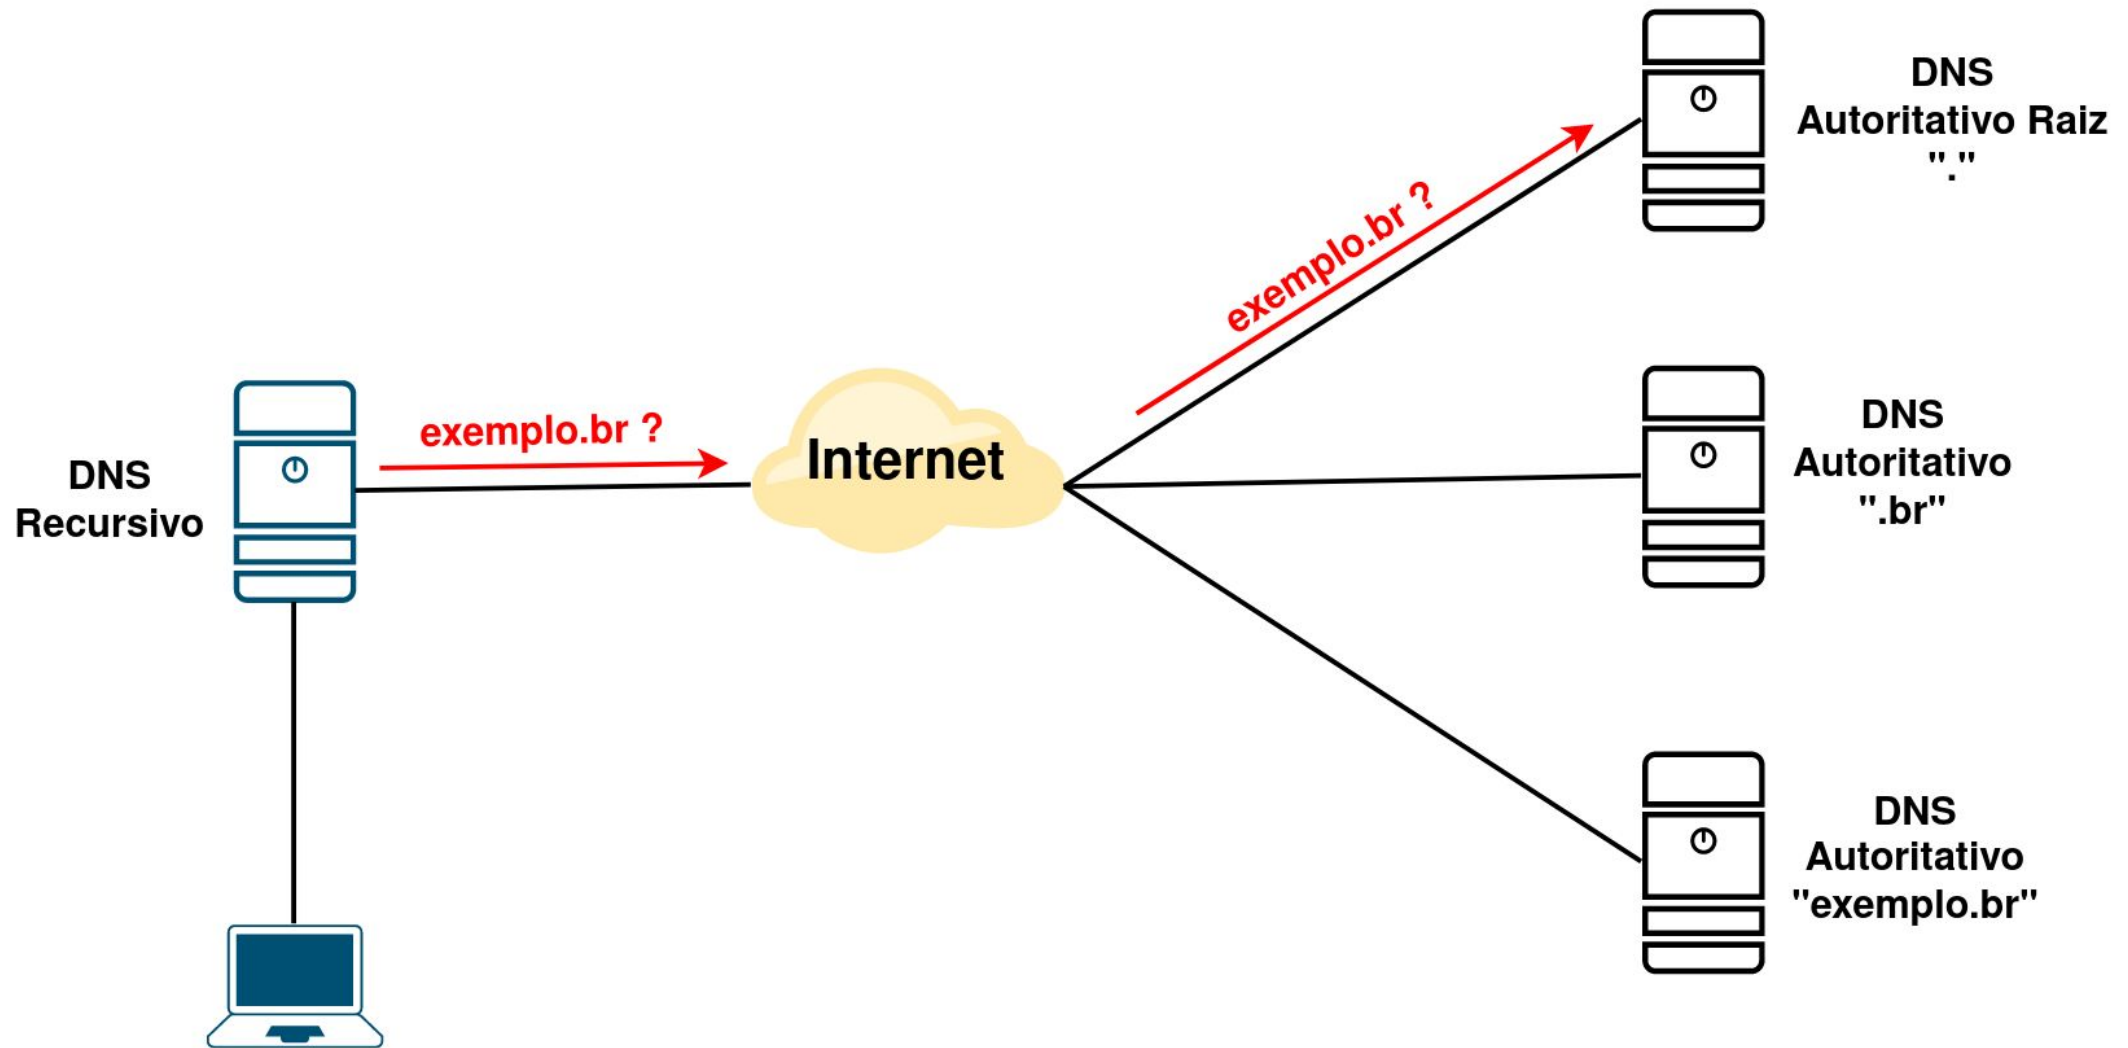 DNS
Autoritativo Raiz
"."
exemplo.br ?
DNS
Autoritativo
".br"
exemplo.br ?
Internet
DNS
Recursivo
DNS
Autoritativo
"exemplo.br"